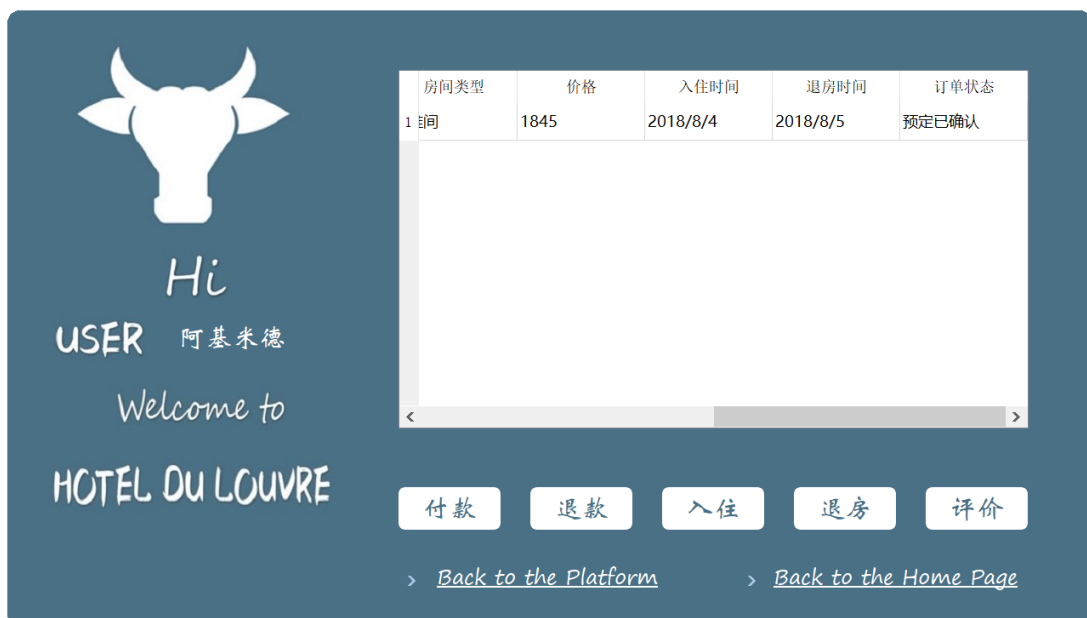 Hi
USER 阿基米德
Welcome to
HOTEL DU LOUVRE
房间类型 价格 入住时间 退房时间 订单状态
1 间 1845 2018/8/4 2018/8/5 预定已确认
付款 退款 入住 退房 评价
Back to the Platform Back to the Home Page